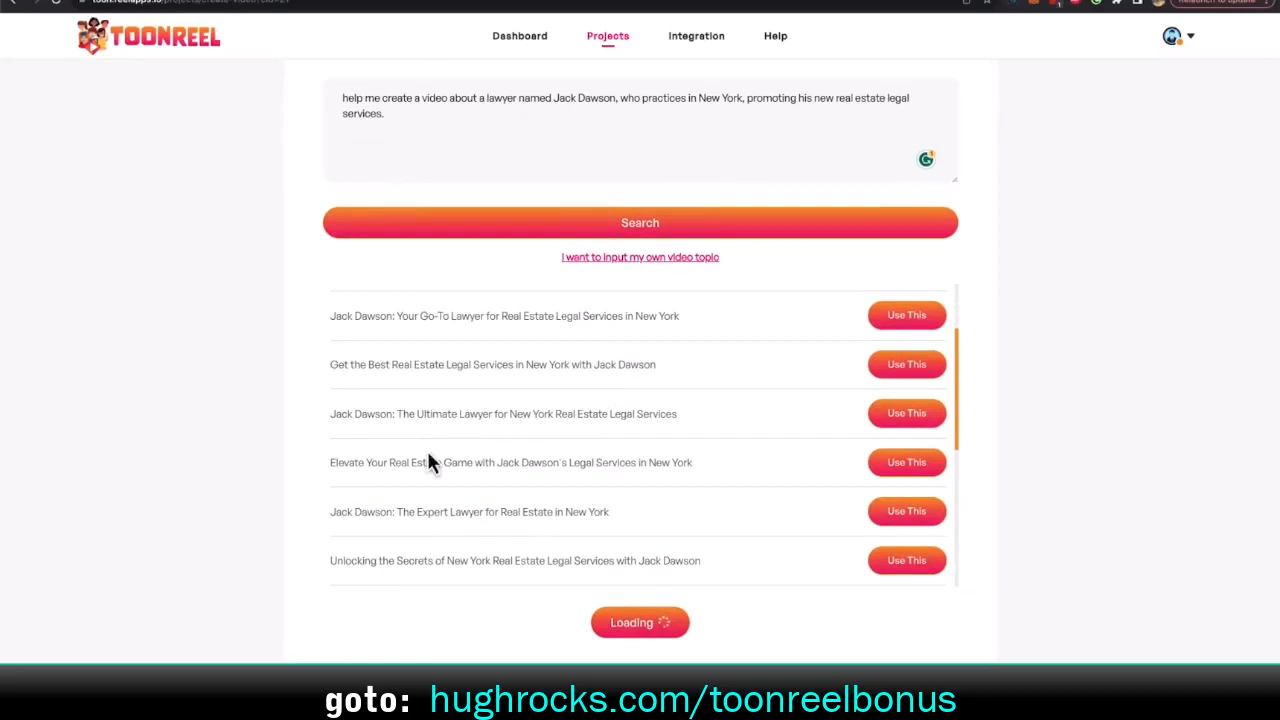 TOONREEL
Dashboard
Projects
Integration
Help
help me create a video about a lawyer named Jack Dawson, who practices in New York, promoting his new real estate legal
services.
Search
I want to input my own video topic
Jack Dawson: Your Go-To Lawyer for Real Estate Legal Services in New York
Use This
Get the Best Real Estate Legal Services in New York with Jack Dawson
Use This
Jack Dawson: The Ultimate Lawyer for New York Real Estate Legal Services
Use This
Elevate Your Real Estate Game with Jack Dawson's Legal Services in New York
Use This
Jack Dawson: The Expert Lawyer for Real Estate in New York
Use This
Unlocking the Secrets of New York Real Estate Legal Services with Jack Dawson
Use This
Loading
goto: hughrocks.com/toonreelbonus